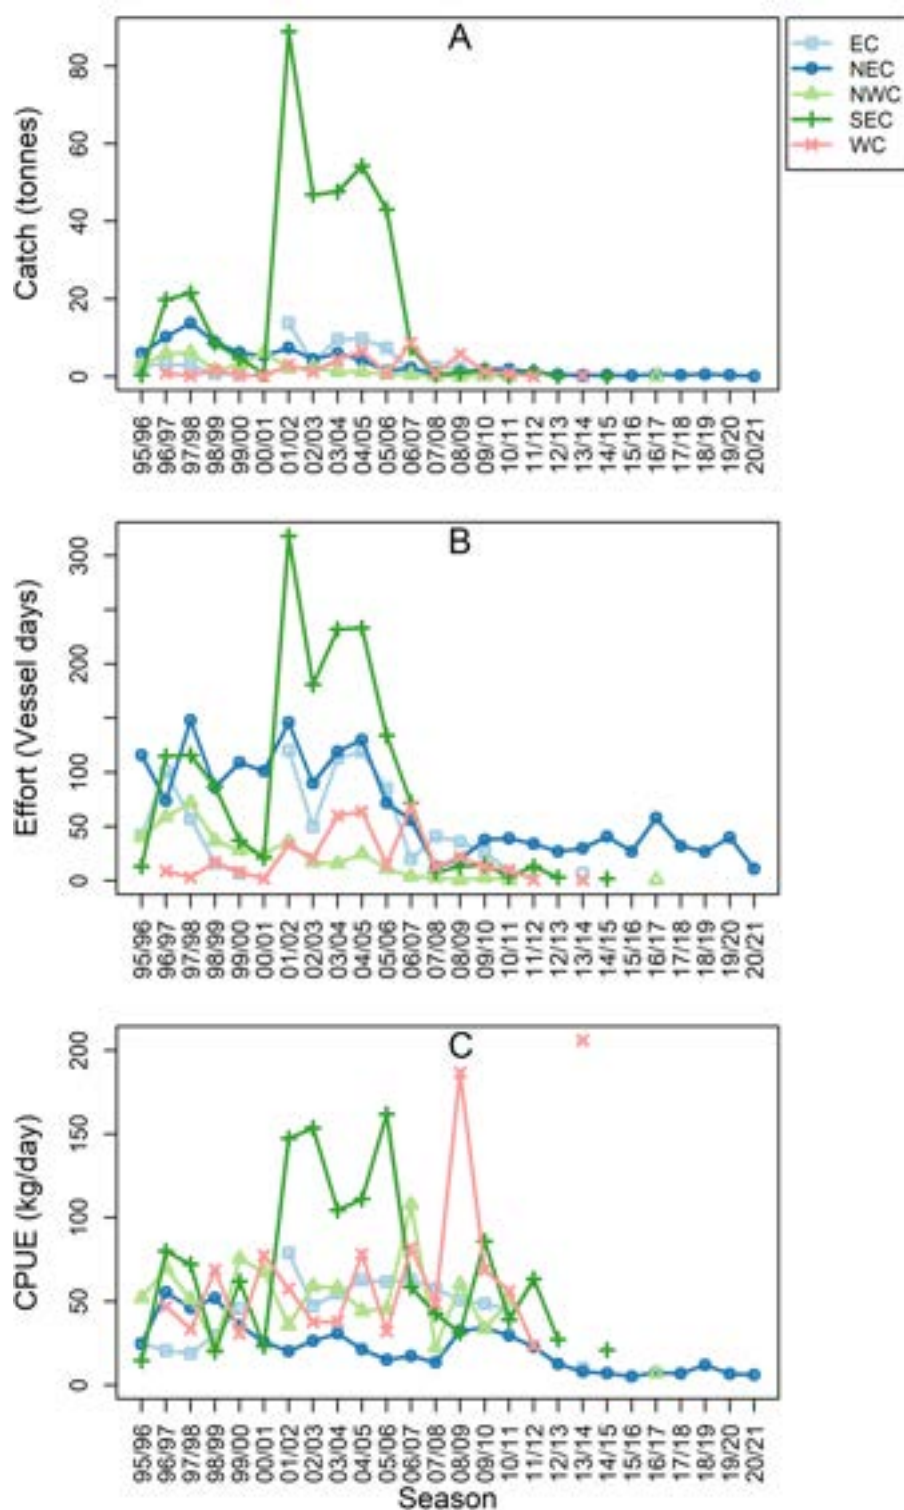 A
EC
NEC
NWC
SEC
WC
Catch (tonnes)
80
60
40
20
0
95/96 96/97 97/98 98/99 99/00 00/01 01/02 02/03 03/04 04/05 05/06 06/07 07/08 08/09 09/10 10/11 11/12 12/13 13/14 14/15 15/16 16/17 17/18 18/19 19/20 20/21
B
Effort (Vessel days)
300
200
100
50
0
95/96 96/97 97/98 98/99 99/00 00/01 01/02 02/03 03/04 04/05 05/06 06/07 07/08 08/09 09/10 10/11 11/12 12/13 13/14 14/15 15/16 16/17 17/18 18/19 19/20 20/21
C
CPUE (kg/day)
200
150
100
50
0
95/96 96/97 97/98 98/99 99/00 00/01 01/02 02/03 03/04 04/05 05/06 06/07 07/08 08/09 09/10 10/11 11/12 12/13 13/14 14/15 15/16 16/17 17/18 18/19 19/20 20/21
Season